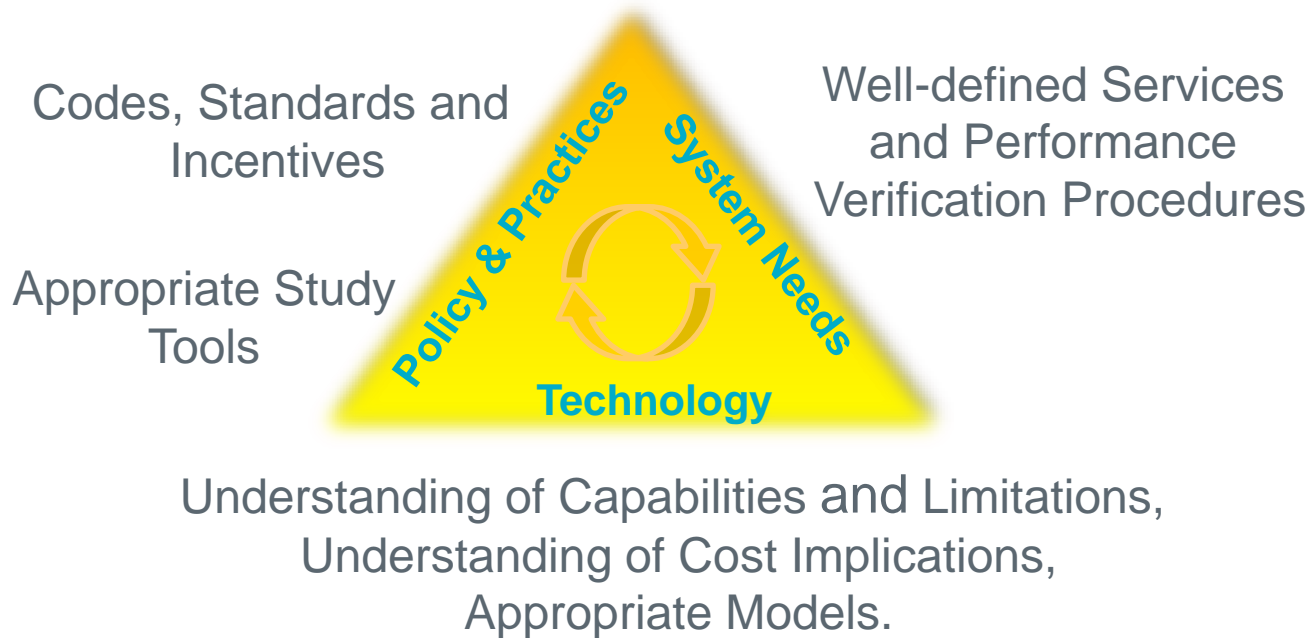 Codes, Standards and
Incentives
Well-defined Services
and Performance
Verification Procedures
Appropriate Study
Tools
Policy & Practices
System Needs
Technology
Understanding of Capabilities and Limitations,
Understanding of Cost Implications,
Appropriate Models.